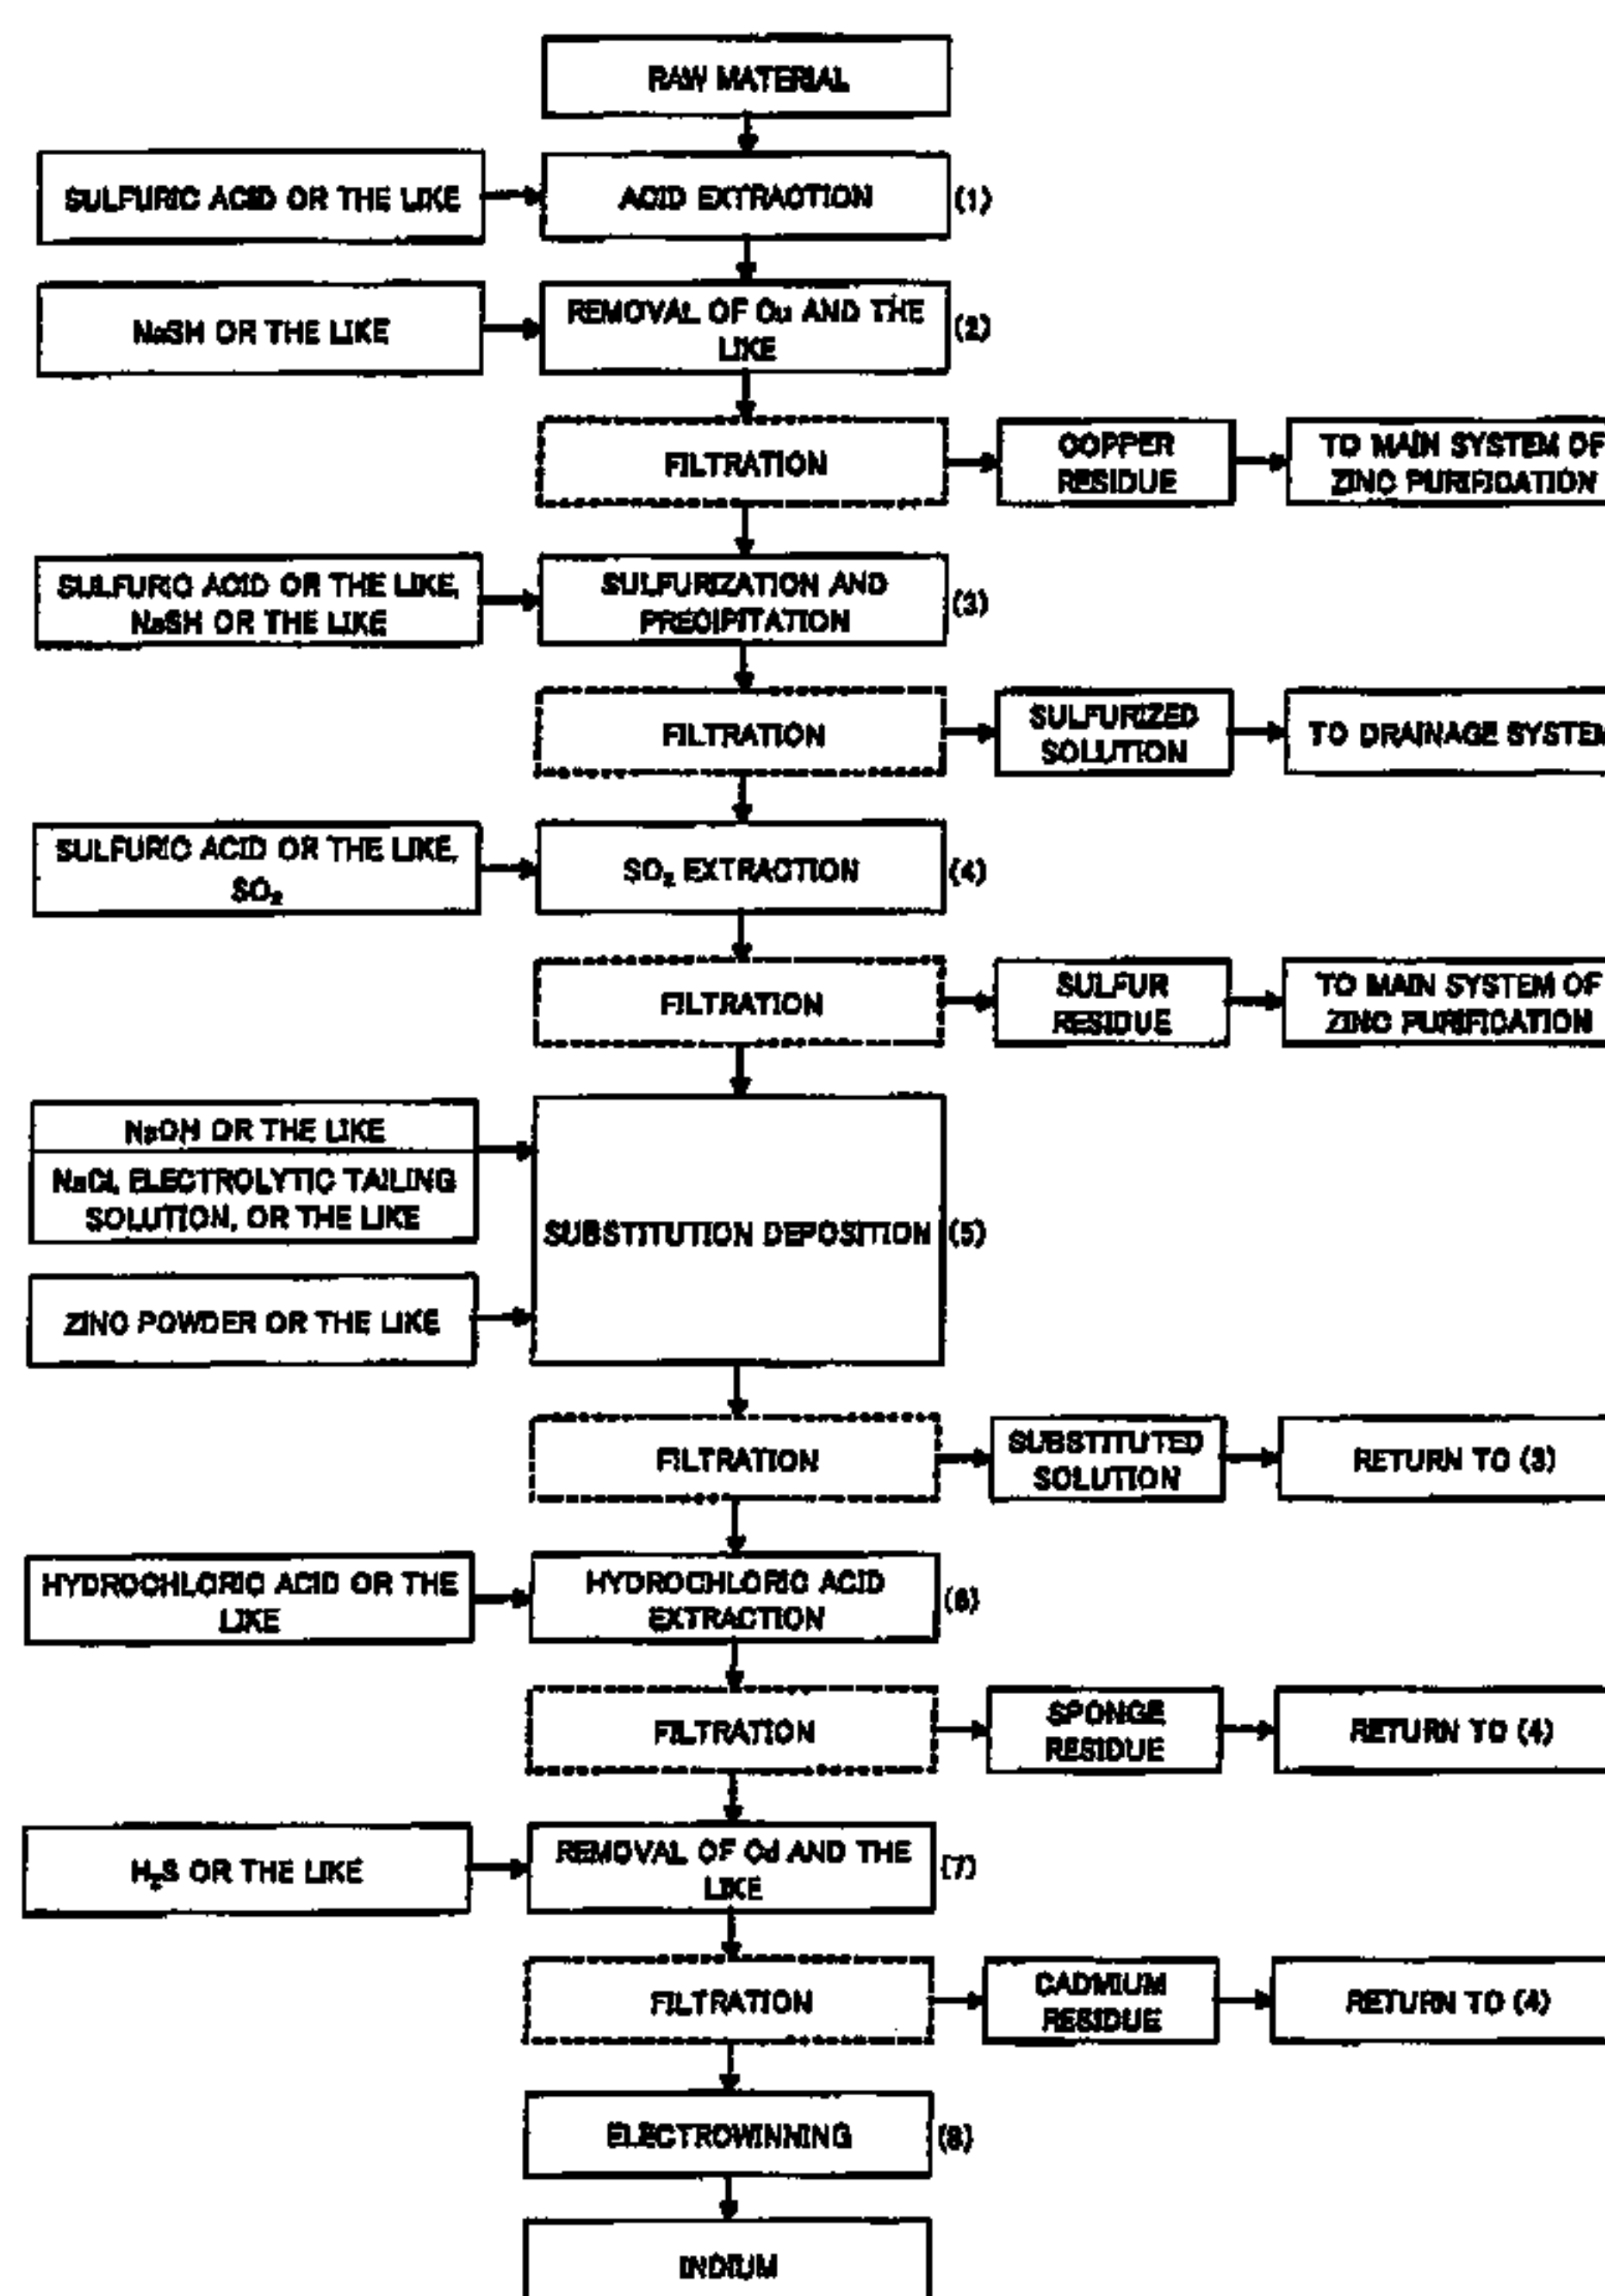 RAW MATERIAL
SULFURIC ACID OR THE LIKE
ACID EXTRACTION
(1)
NaSH OR THE LIKE
REMOVAL OF Cu AND THE
LIKE
(2)
FILTRATION
COPPER
RESIDUE
TO MAIN SYSTEM OF
ZINC PURIFICATION
SULFURIC ACID OR THE LIKE,
NaSH OR THE LIKE
SULFURIZATION AND
PRECIPITATION
(3)
FILTRATION
SULFURIZED
SOLUTION
TO DRAINAGE SYSTEM
SULFURIC ACID OR THE LIKE,
SO₂
SO₂ EXTRACTION
(4)
FILTRATION
SULFUR
RESIDUE
TO MAIN SYSTEM OF
ZINC PURIFICATION
NaOH OR THE LIKE
NaCl, ELECTROLYTIC TAILING
SOLUTION, OR THE LIKE
SUBSTITUTION DEPOSITION
(5)
ZINC POWDER OR THE LIKE
FILTRATION
SUBSTITUTED
SOLUTION
RETURN TO (3)
HYDROCHLORIC ACID OR THE
LIKE
HYDROCHLORIC ACID
EXTRACTION
(6)
FILTRATION
SPONGE
RESIDUE
RETURN TO (4)
H₂S OR THE LIKE
REMOVAL OF Cd AND THE
LIKE
(7)
FILTRATION
CADMIUM
RESIDUE
RETURN TO (4)
ELECTROWINNING
(8)
INDIUM